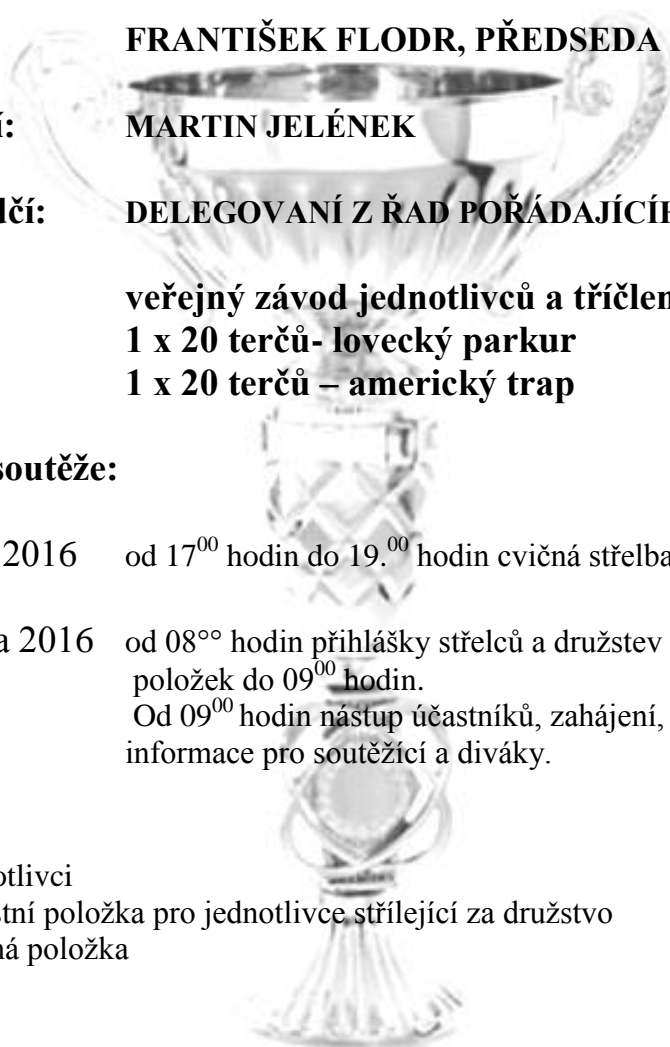 FRANTIŠEK FLODR, PŘEDSEDA
í: MARTIN JELÉNEK
dčí: DELEGOVANÍ Z ŘAD POŘÁDAJÍCÍH
veřejný závod jednotlivců a tříčlen
1 x 20 terčů- lovecký parkur
1 x 20 terčů – americký trap
soutěže:
2016 od 17⁰⁰ hodin do 19.⁰⁰ hodin cvičná střelba
a 2016 od 08°° hodin přihlášky střelců a družstev
položek do 09⁰⁰ hodin.
Od 09⁰⁰ hodin nástup účastníků, zahájení,
informace pro soutěžící a diváky.
otlivci
stní položka pro jednotlivce střílející za družstvo
ná položka